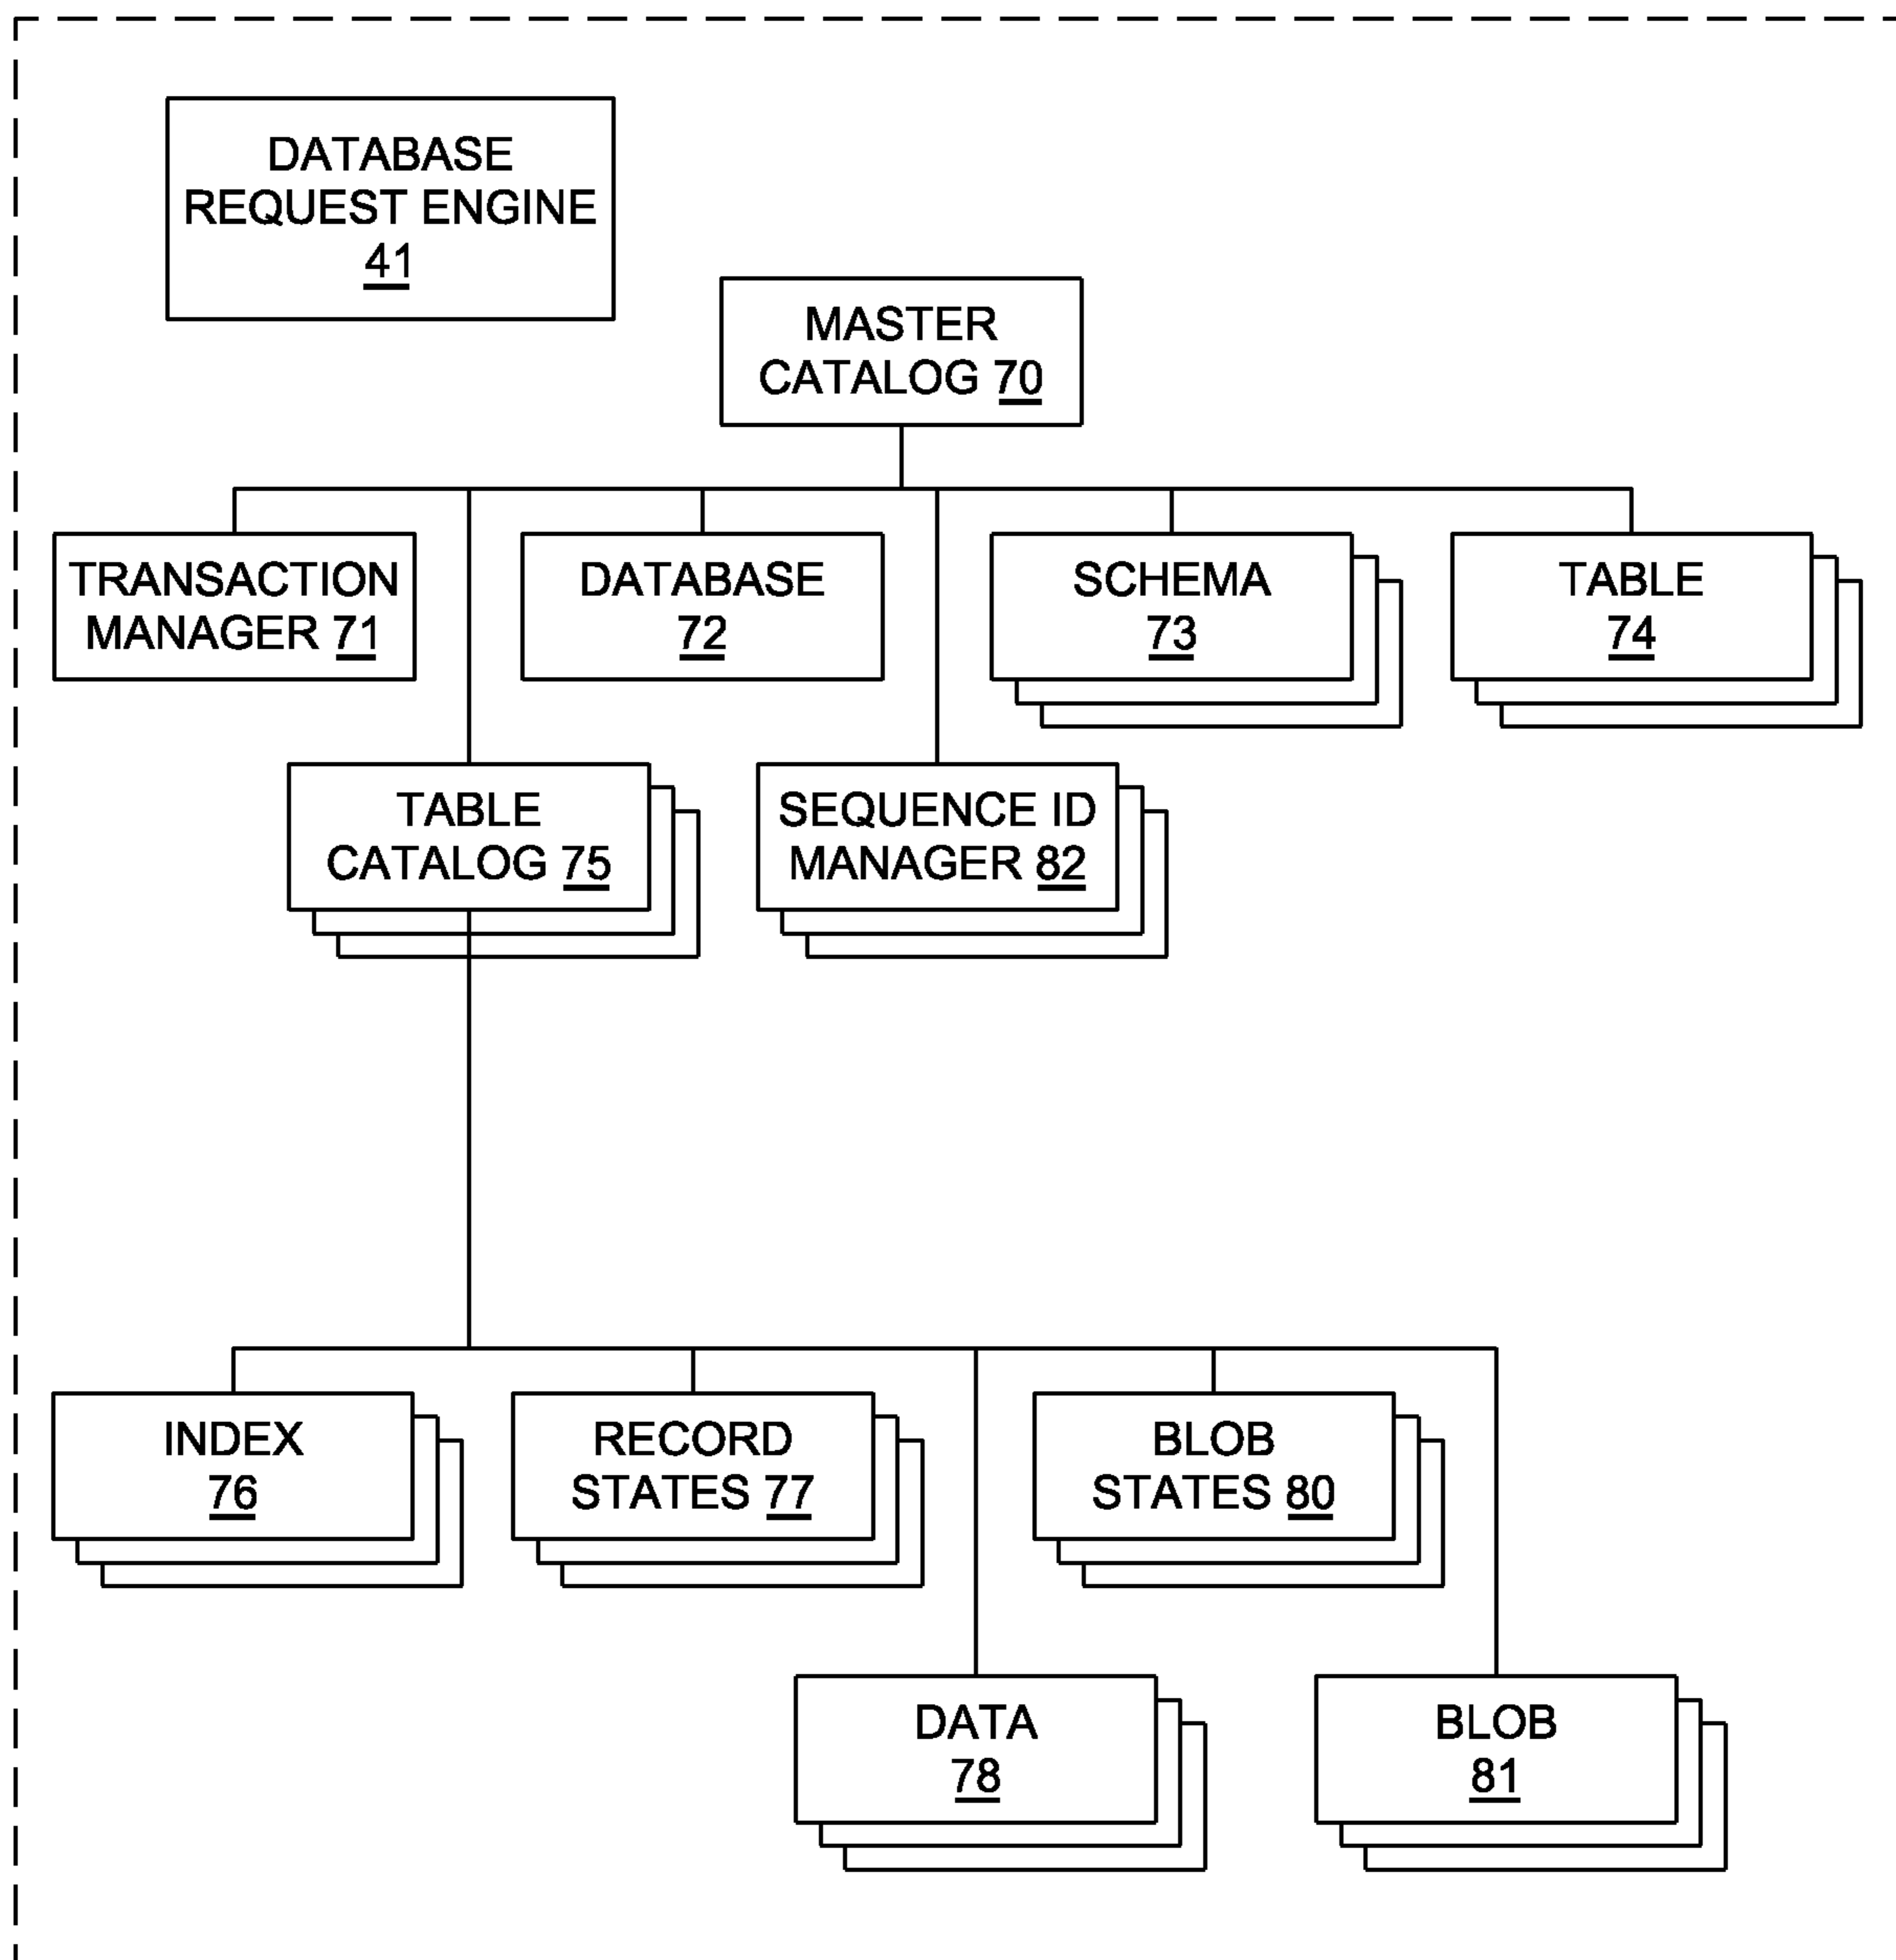 DATABASE
REQUEST ENGINE
41
MASTER
CATALOG 70
TRANSACTION
MANAGER 71
DATABASE
72
SCHEMA
73
TABLE
74
TABLE
CATALOG 75
SEQUENCE ID
MANAGER 82
INDEX
76
RECORD
STATES 77
BLOB
STATES 80
DATA
78
BLOB
81